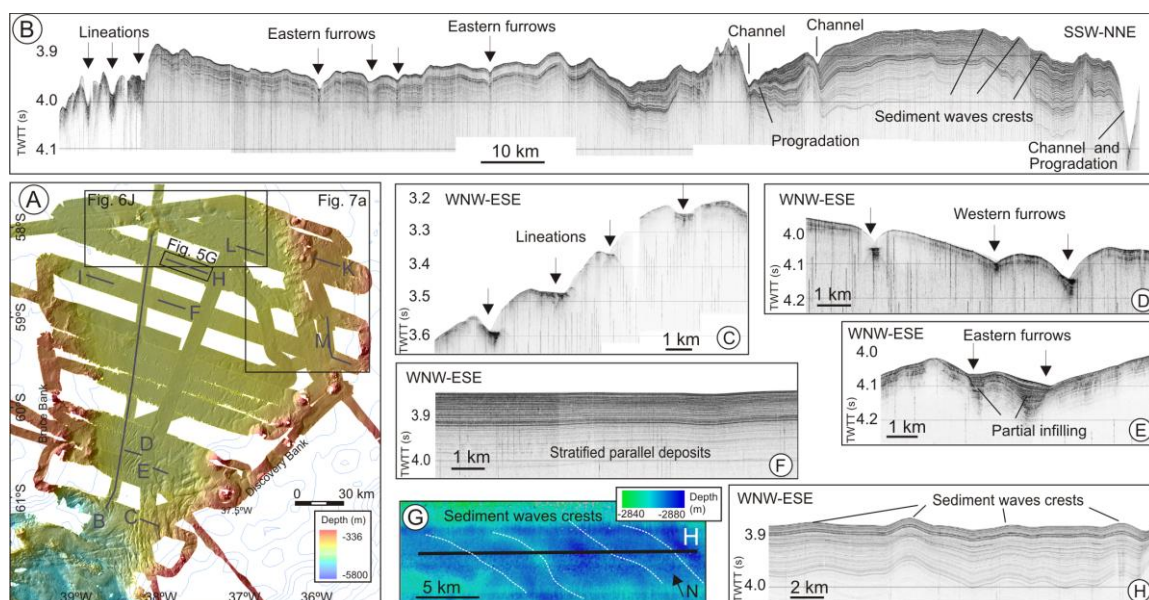 B
Lineations
Eastern furrows
Eastern furrows
Channel
Channel
SSW-NNE
3.9
4.0
4.1
TWTT (s)
10 km
Progradation
Sediment waves crests
Channel and
Progradation
A
Fig. 6J
Fig. 7a
Fig. 5G
L
K
H
I
F
M
D
E
B
C
58°S
59°S
60°S
61°S
Bruce Bank
Discovery Bank
37.5°W
0 30 km
Depth (m)
-336
-5800
39°W
38°W
37°W
36°W
WNW-ESE
3.2
3.3
3.4
3.5
3.6
TWTT (s)
Lineations
1 km
C
WNW-ESE
Western furrows
4.0
4.1
4.2
TWTT (s)
1 km
D
WNW-ESE
Eastern furrows
4.0
4.1
4.2
TWTT (s)
1 km
Partial infilling
E
WNW-ESE
3.9
4.0
TWTT (s)
1 km
Stratified parallel deposits
F
G
Sediment waves crests
Depth
(m)
-2840
-2880
H
5 km
N
WNW-ESE
Sediment waves crests
3.9
4.0
TWTT (s)
2 km
H